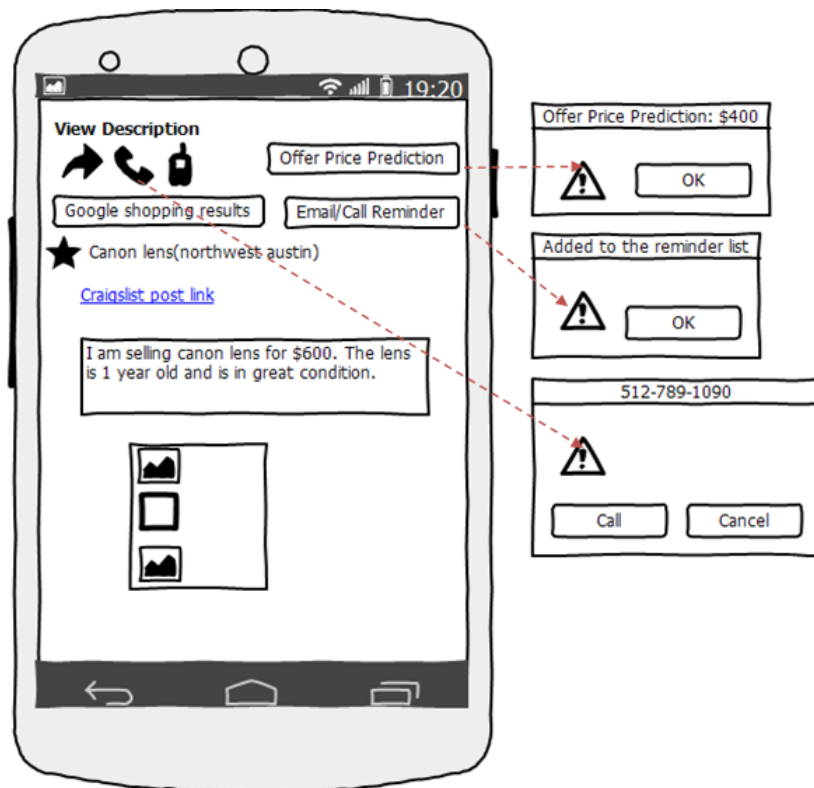 19:20
View Description
Offer Price Prediction
Google shopping results
Email/Call Reminder
Canon lens(northwest austin)
Craigslist post link
I am selling canon lens for $600. The lens
is 1 year old and is in great condition.
Offer Price Prediction: $400
OK
Added to the reminder list
OK
512-789-1090
Call
Cancel